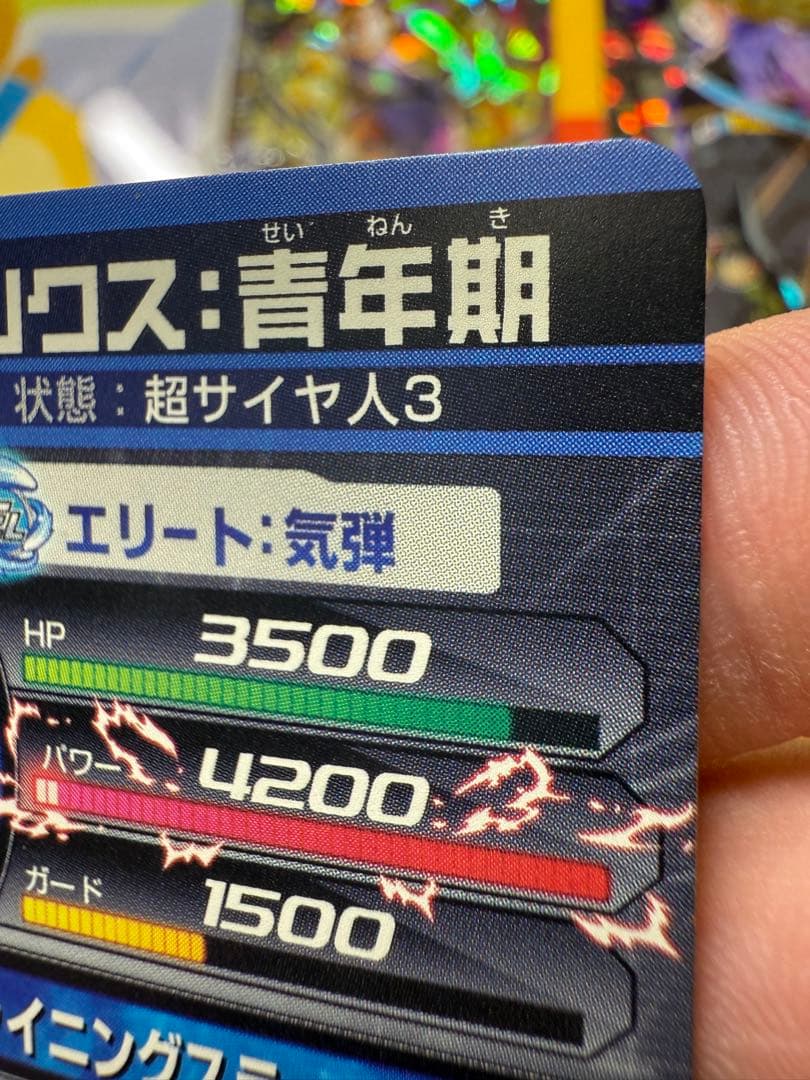 せい ねん き
リクス:青年期
状態:超サイヤ人3
エリート:気弾
HP 3500
パワー 4200
ガード 1500
イニングス